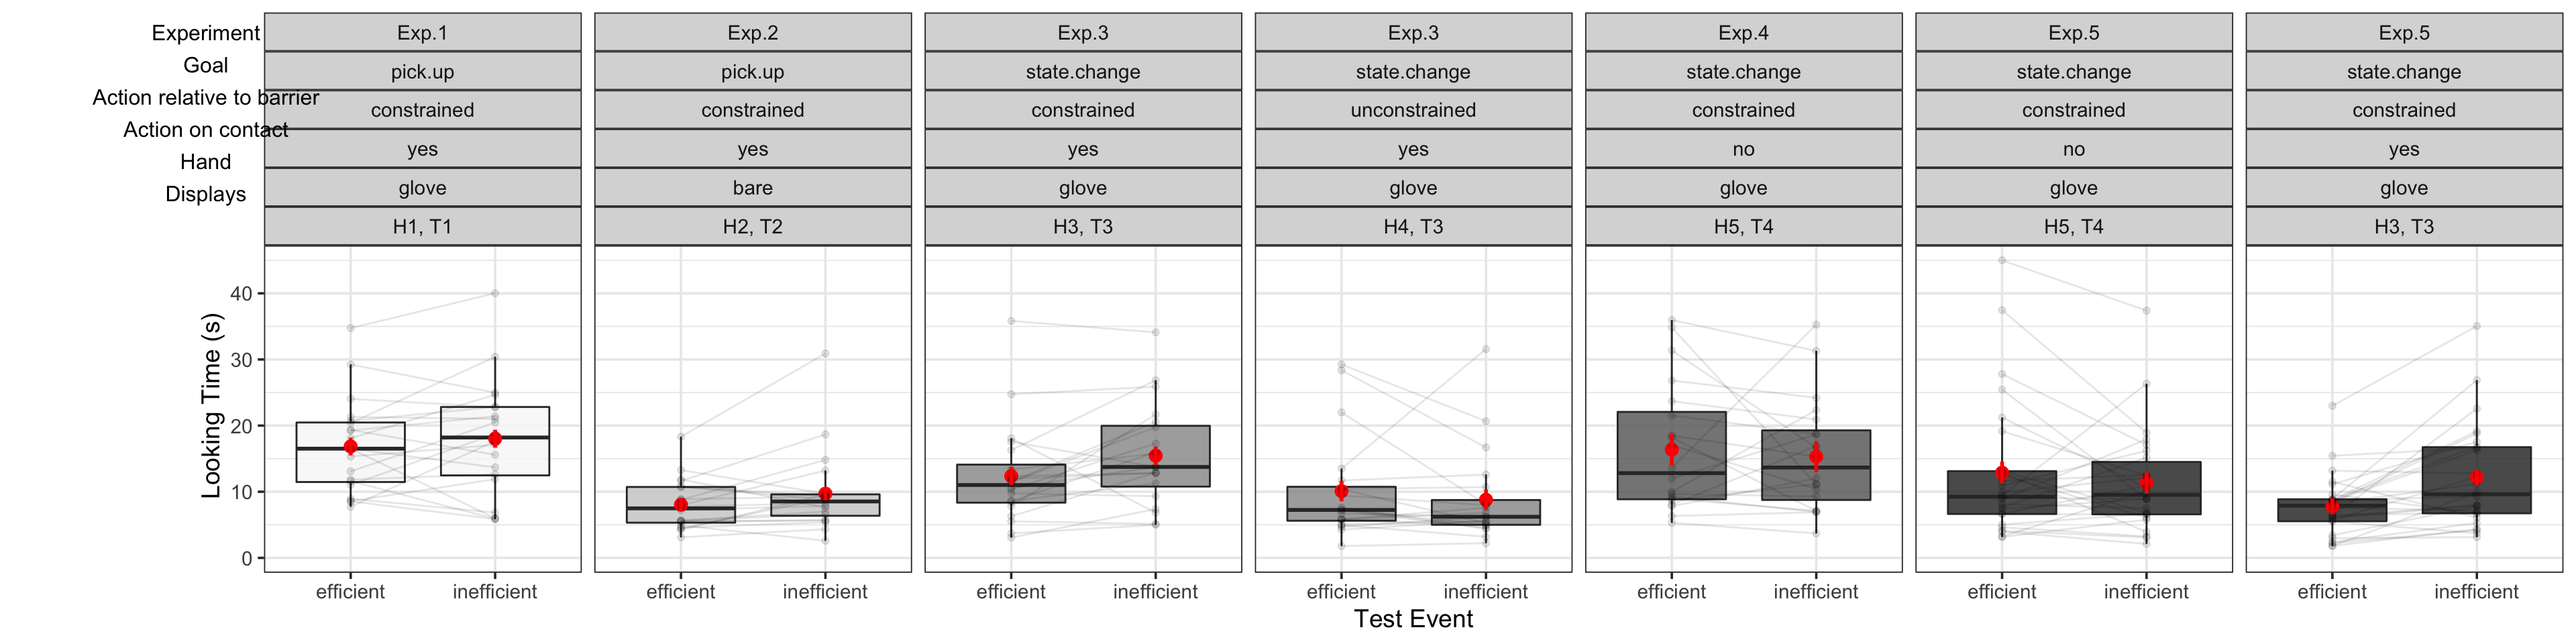 Experiment Exp.1 Exp.2 Exp.3 Exp.3 Exp.4 Exp.5 Exp.5
Goal pick.up pick.up state.change state.change state.change state.change state.change
Action relative to barrier constrained constrained constrained unconstrained constrained constrained constrained
Action on contact yes yes yes yes no no yes
Hand glove bare glove glove glove glove glove
Displays H1, T1 H2, T2 H3, T3 H4, T3 H5, T4 H5, T4 H3, T3
Looking Time (s)
40
30
20
10
0
efficient inefficient efficient inefficient efficient inefficient efficient inefficient efficient inefficient efficient inefficient efficient inefficient
Test Event